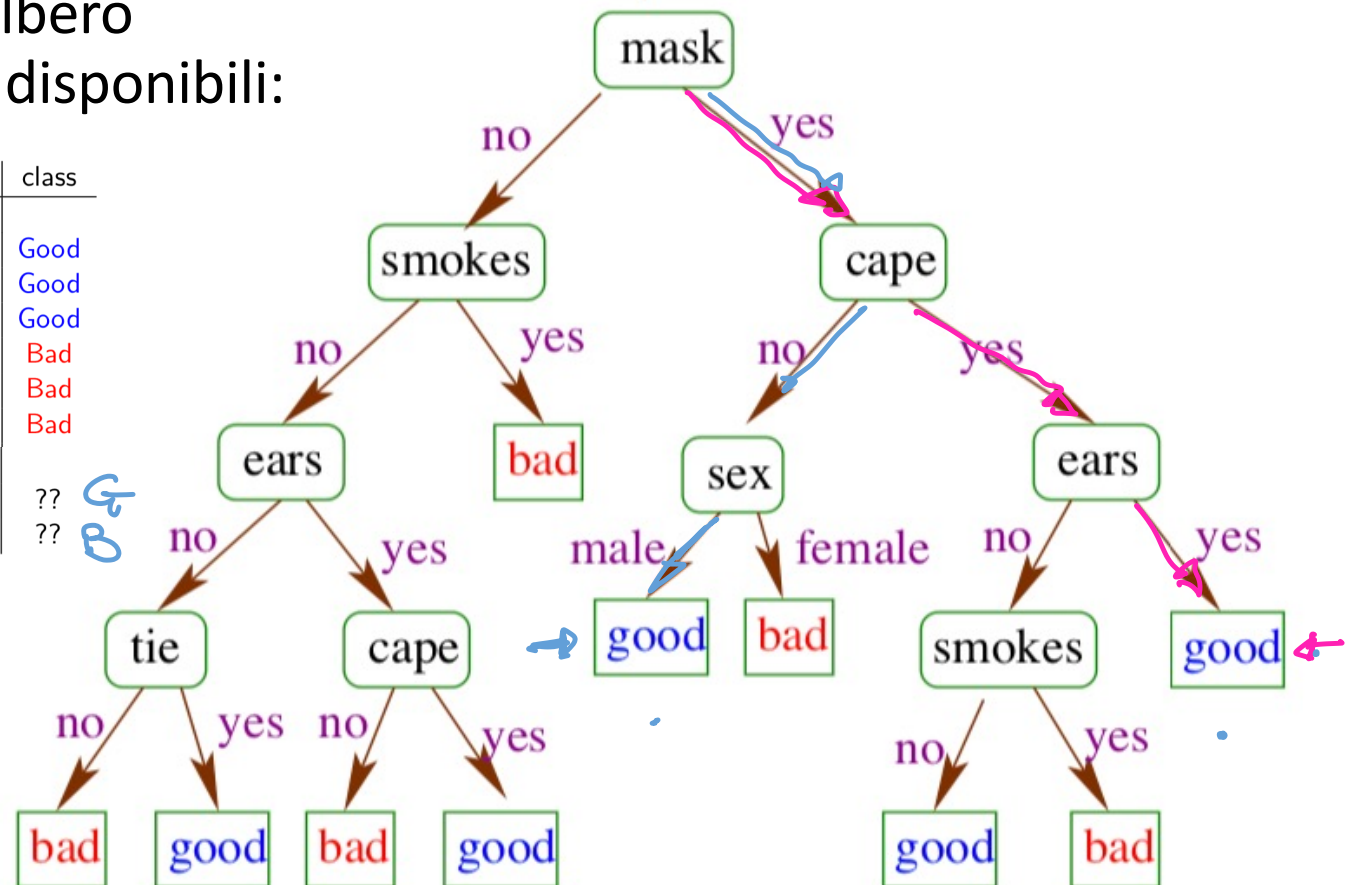 lbero
disponibili:
class
Good
Good
Good
Bad
Bad
Bad
?? G
?? B
mask
no yes
smokes cape
no yes no yes
ears bad sex ears
no yes male female no yes
tie cape good bad smokes good
no yes no yes no yes
bad good bad good good bad